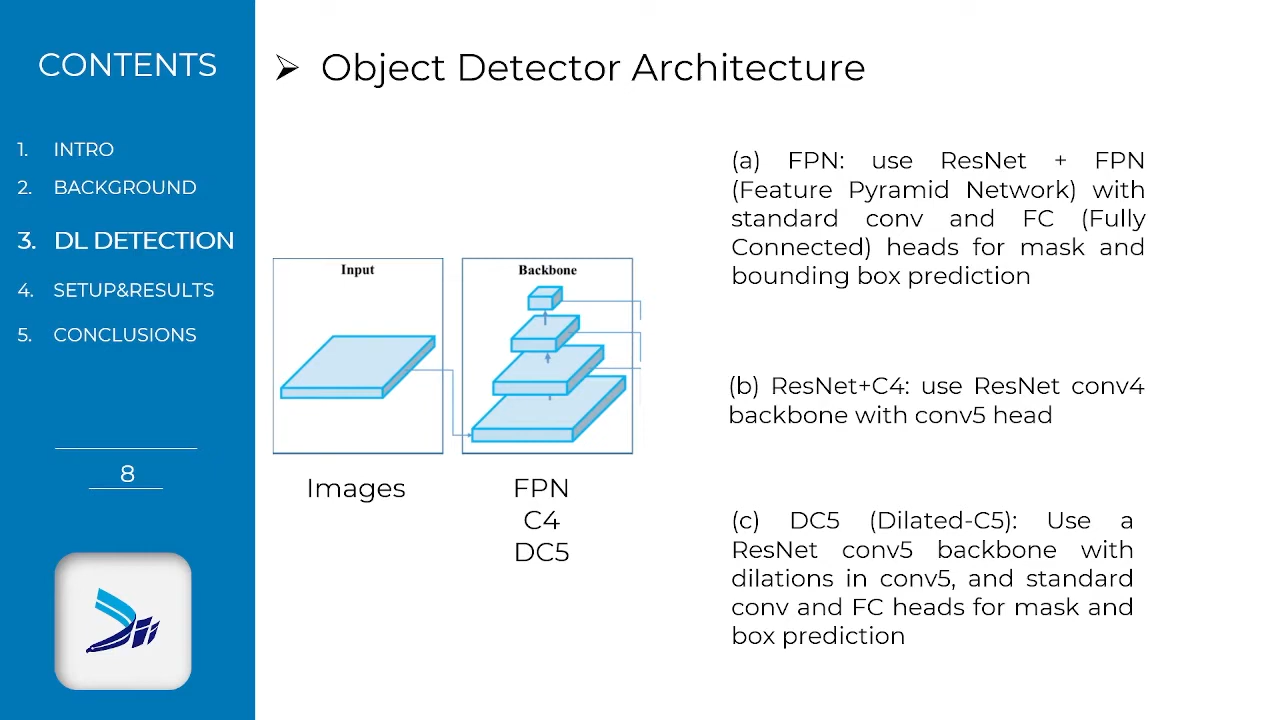 CONTENTS
1. INTRO
2. BACKGROUND
3. DL DETECTION
4. SETUP&RESULTS
5. CONCLUSIONS
8
➢ Object Detector Architecture
Input
Backbone
Images
FPN
C4
DC5
(a) FPN: use ResNet + FPN
(Feature Pyramid Network) with
standard conv and FC (Fully
Connected) heads for mask and
bounding box prediction
(b) ResNet+C4: use ResNet conv4
backbone with conv5 head
(c) DC5 (Dilated-C5): Use a
ResNet conv5 backbone with
dilations in conv5, and standard
conv and FC heads for mask and
box prediction